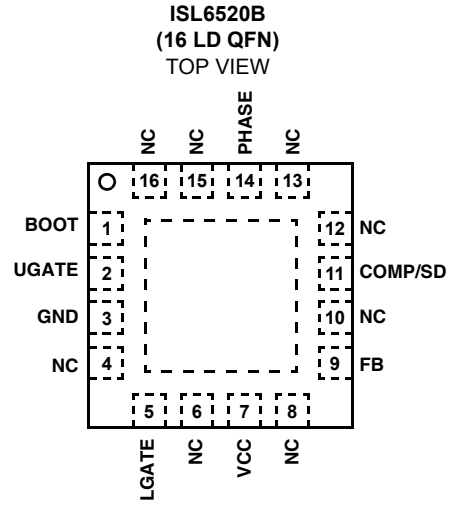 ISL6520B
(16 LD QFN)
TOP VIEW
NC NC PHASE NC
16 15 14 13
BOOT 1 12 NC
UGATE 2 11 COMP/SD
GND 3 10 NC
NC 4 9 FB
5 6 7 8
LGATE NC VCC NC